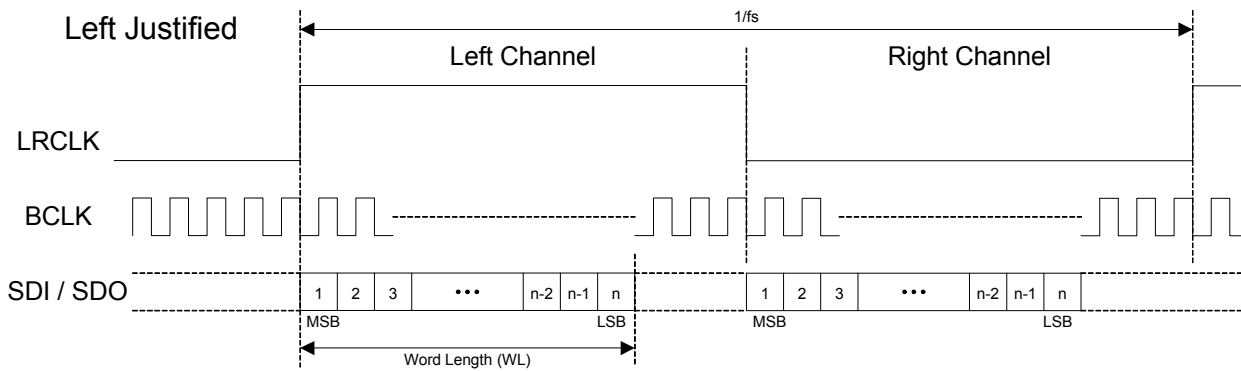 Left Justified
1/fs
Left Channel
Right Channel
LRCLK
BCLK
SDI / SDO
1 2 3 ••• n-2 n-1 n
1 2 3 ••• n-2 n-1 n
MSB LSB
MSB LSB
Word Length (WL)